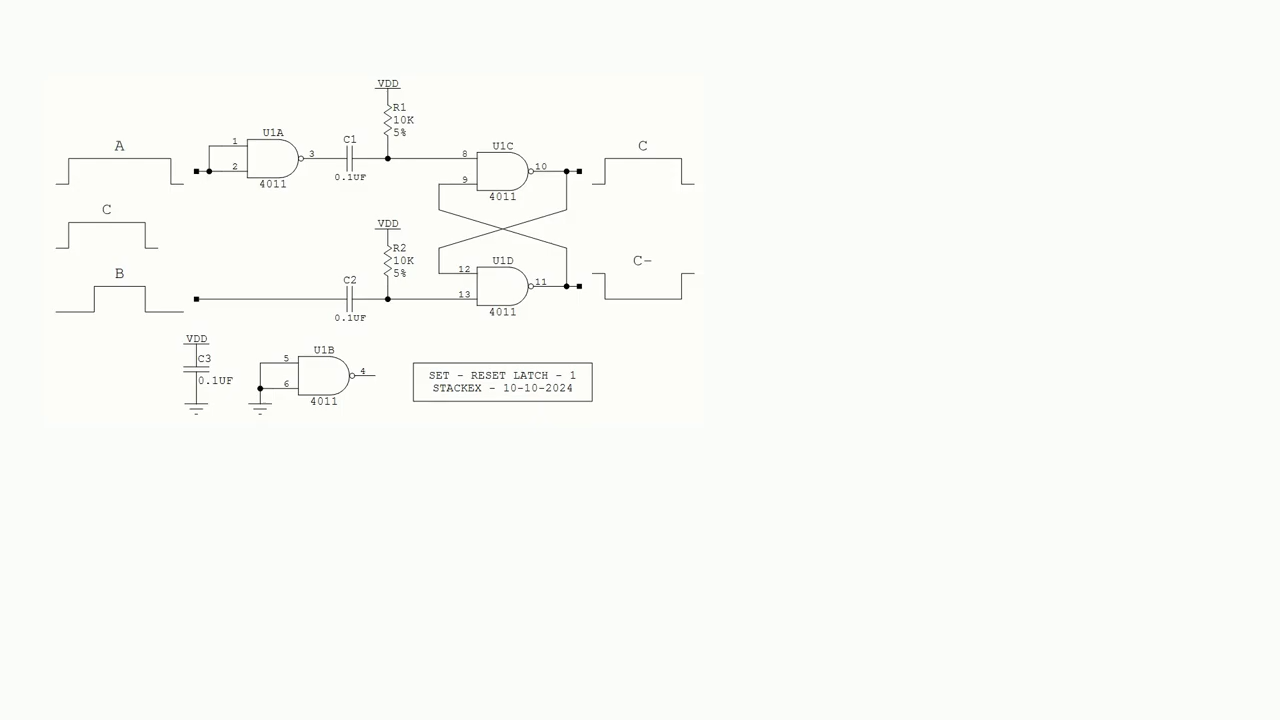 VDD
R1
10K
5%
U1A
1
2
3
4011
C1
0.1UF
A
U1C
8
9
10
4011
C
C
VDD
R2
10K
5%
B
C2
0.1UF
U1D
12
13
11
4011
C-
VDD
C3
0.1UF
U1B
5
6
4
4011
SET - RESET LATCH - 1
STACKEX - 10-10-2024